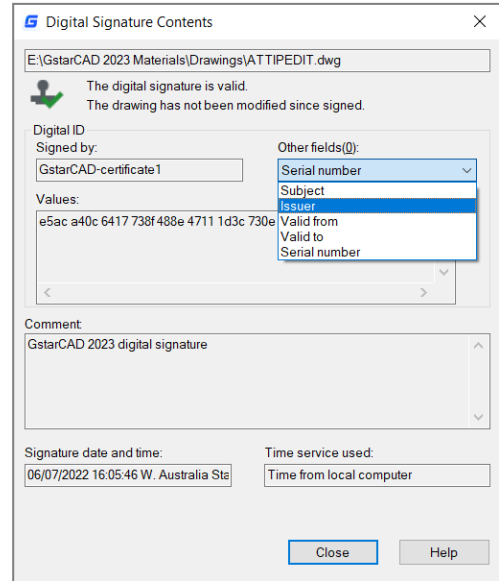 Digital Signature Contents
E:\GstarCAD 2023 Materials\Drawings\ATTIPEDIT.dwg
The digital signature is valid.
The drawing has not been modified since signed.
Digital ID
Signed by:
Other fields(0):
GstarCAD-certificate1
Serial number
Subject
Values:
Issuer
e5ac a40c 6417 738f 488e 4711 1d3c 730e
Valid from
Valid to
Serial number
Comment:
GstarCAD 2023 digital signature
Signature date and time:
Time service used:
06/07/2022 16:05:46 W. Australia Sta
Time from local computer
Close
Help